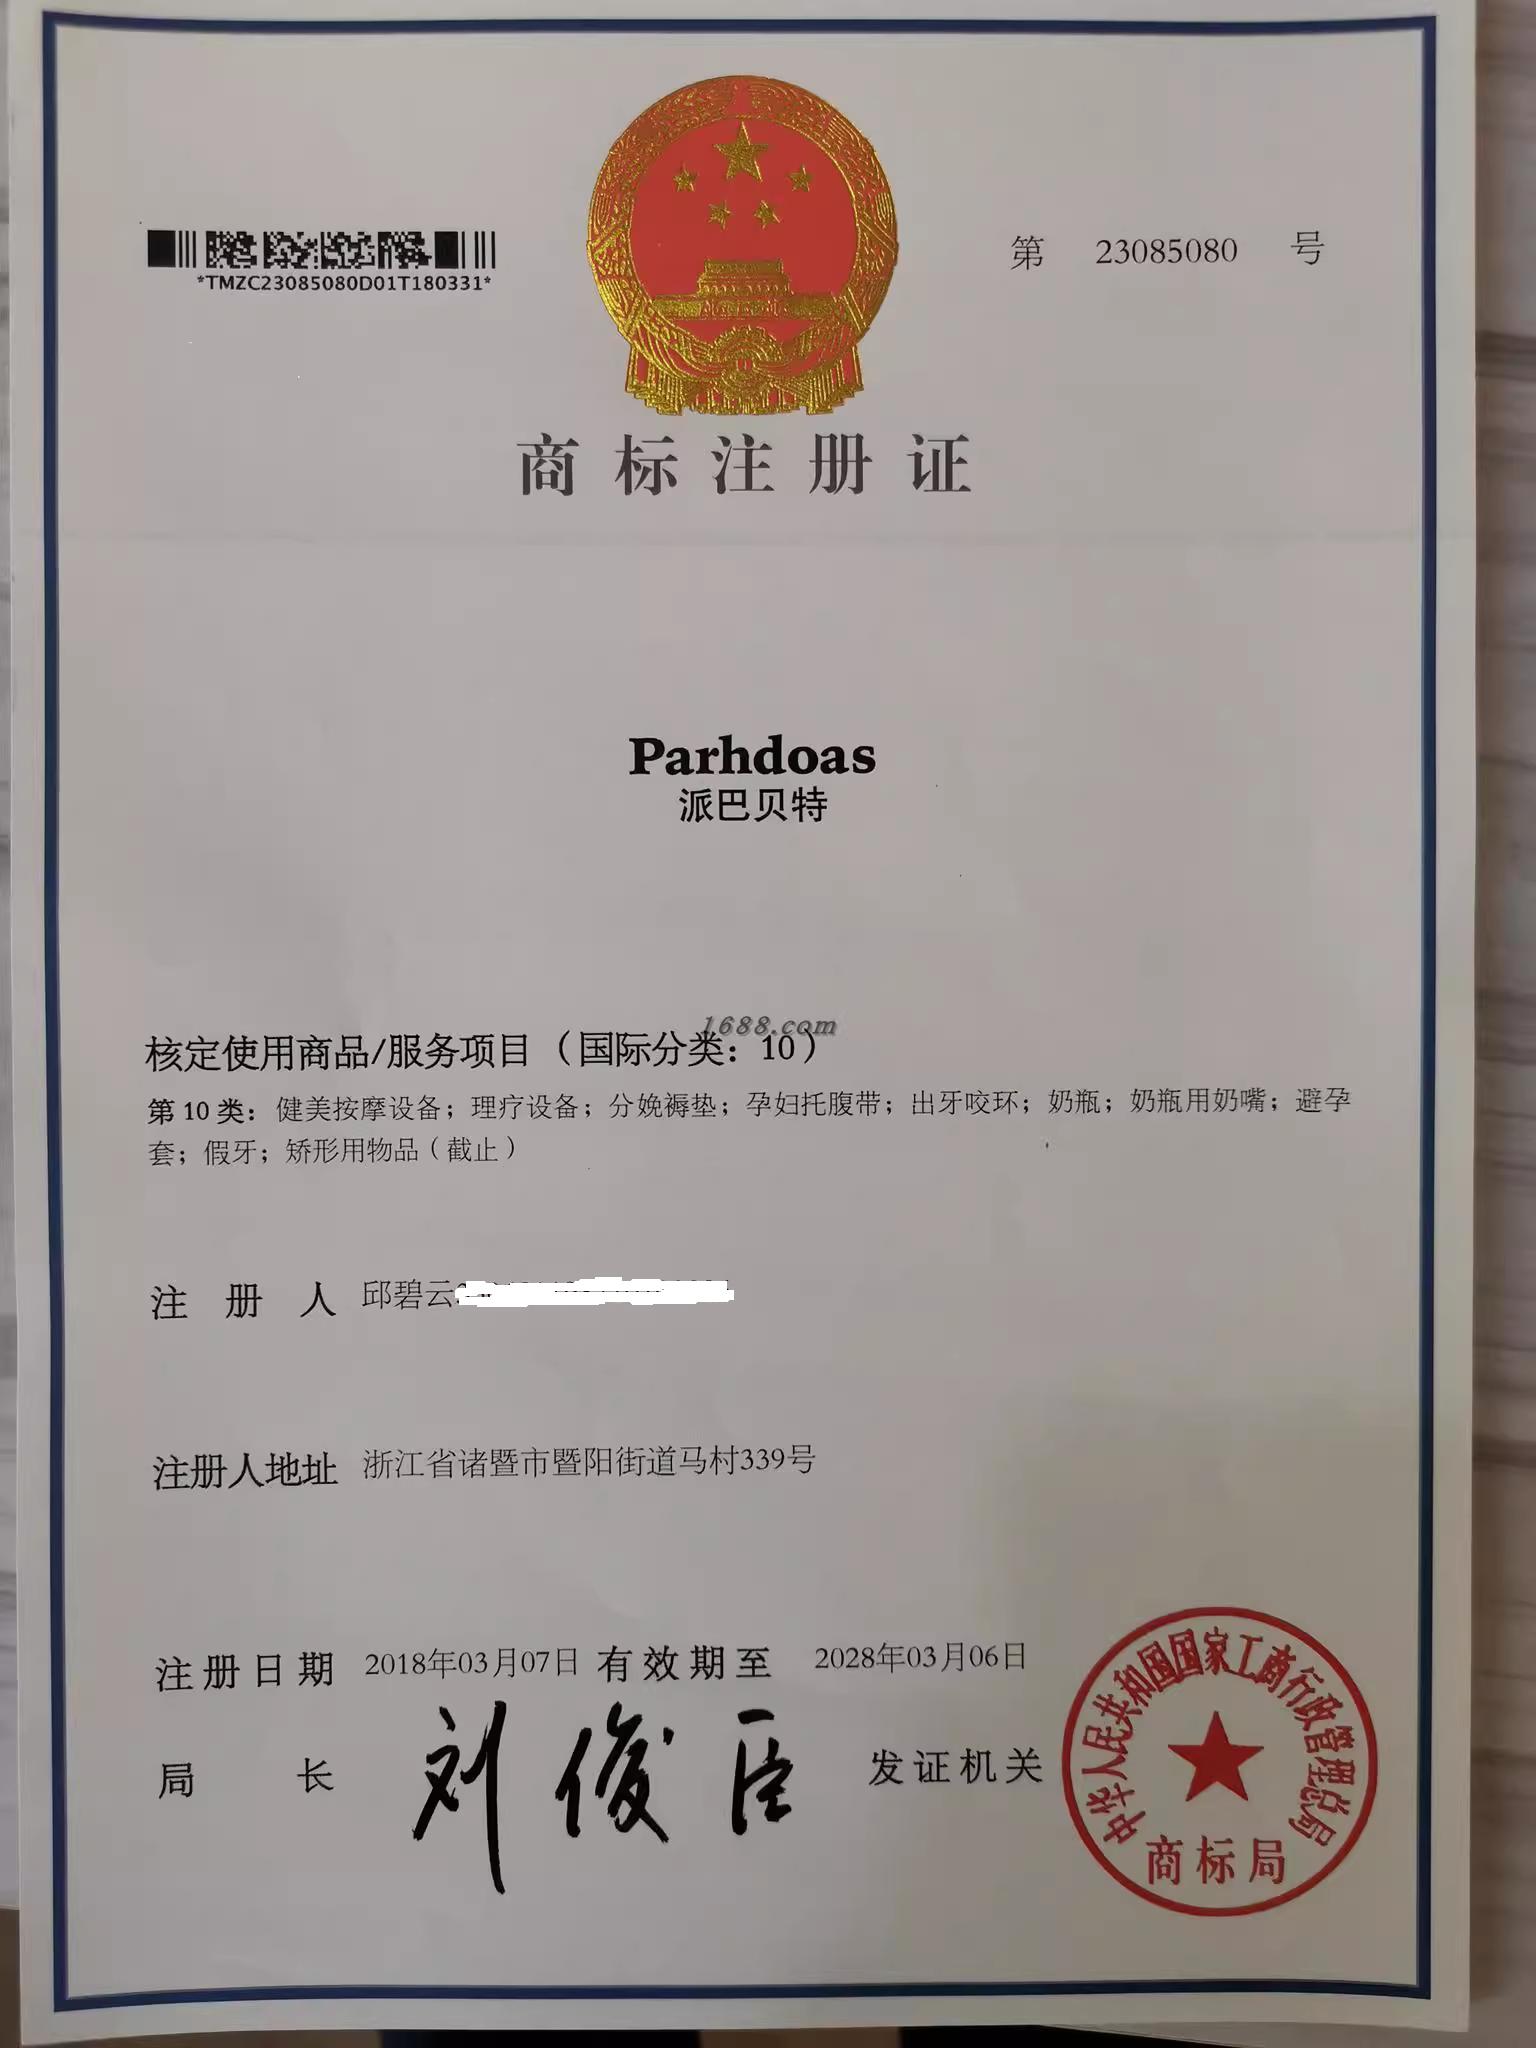 *TMZC23085080D01T180331*
第 23085080 号
商标注册证
Parhdoas
派巴贝特
1688.com
核定使用商品/服务项目（国际分类：10）
第 10 类：健美按摩设备；理疗设备；分娩褥垫；孕妇托腹带；出牙咬环；奶瓶；奶瓶用奶嘴；避孕
套；假牙；矫形用物品（截止）
注册人 邱碧云
注册人地址 浙江省诸暨市暨阳街道马村339号
注册日期 2018年03月07日 有效期至 2028年03月06日
局长 刘俊臣 发证机关
中华人民共和国国家工商行政管理总局
商标局